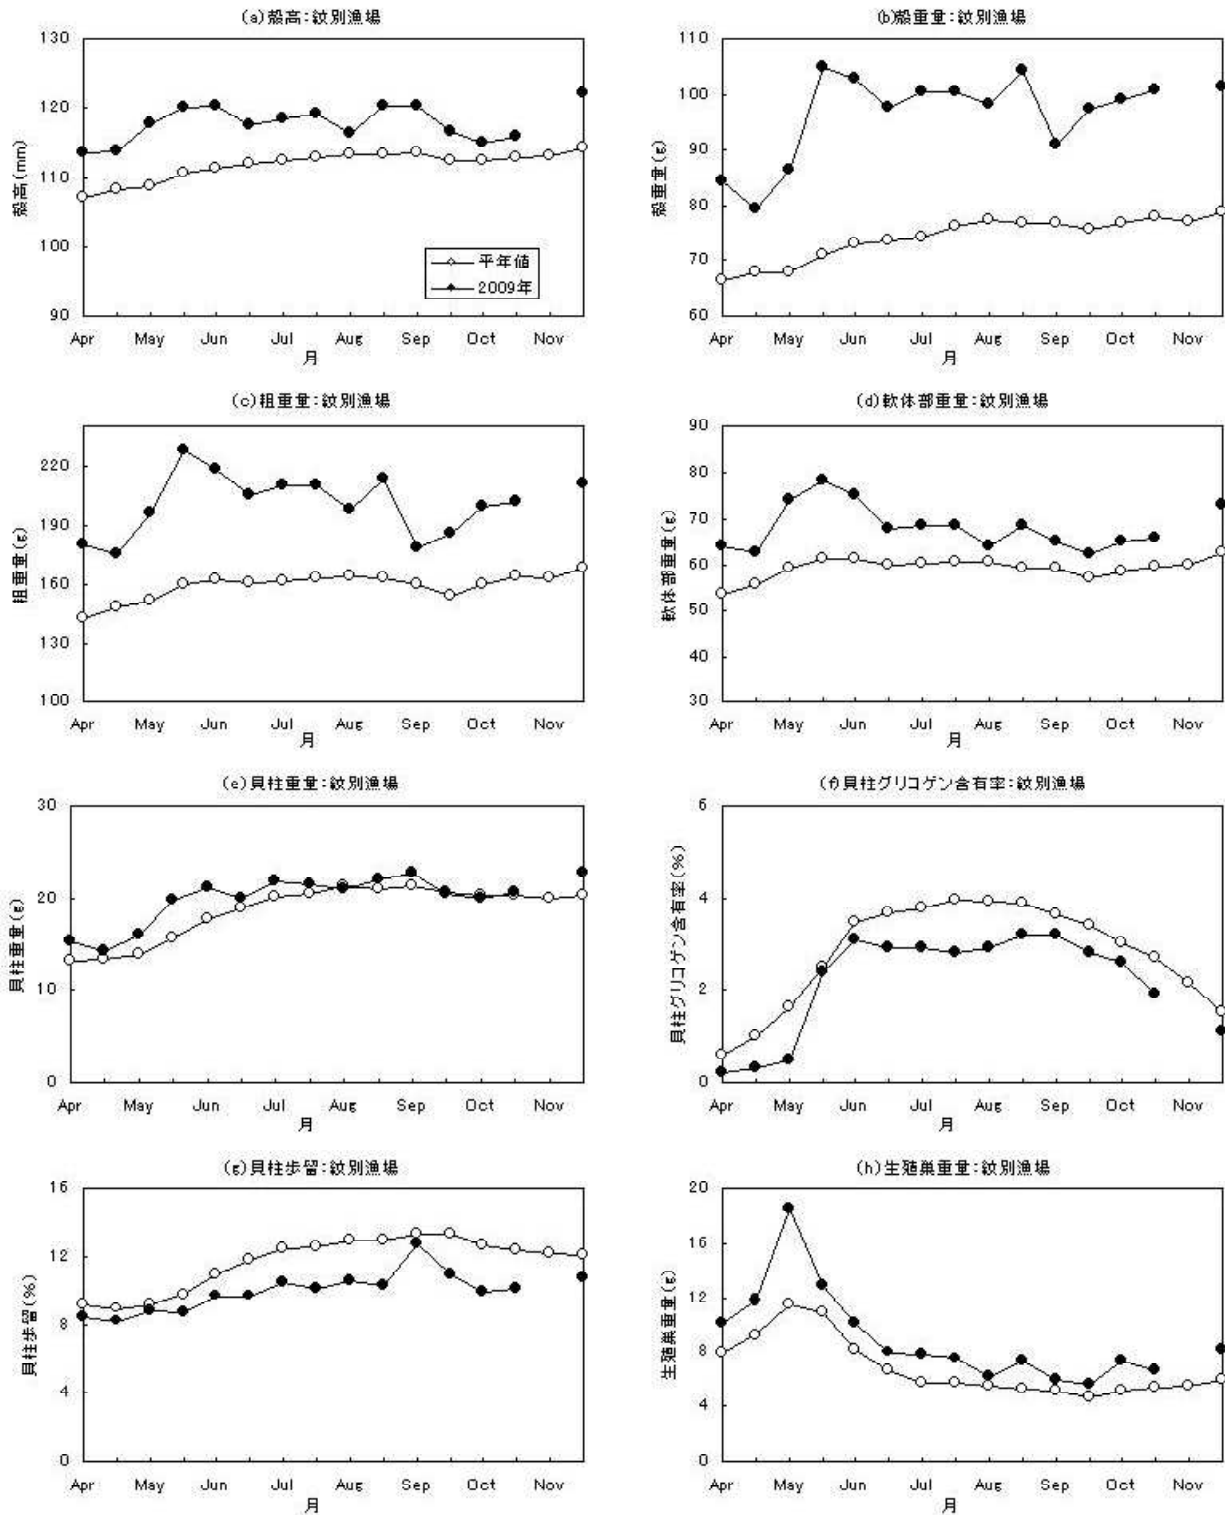 (a)殻高:紋別漁場
130
120
110
100
90
殻高(mm)
平年値
2009年
Apr May Jun Jul Aug Sep Oct Nov
月
(b)殻重量:紋別漁場
110
100
90
80
70
60
殻重量(g)
Apr May Jun Jul Aug Sep Oct Nov
月
(c)粗重量:紋別漁場
220
190
160
130
100
粗重量(g)
Apr May Jun Jul Aug Sep Oct Nov
月
(d)軟体部重量:紋別漁場
90
80
70
60
50
40
30
軟体部重量(g)
Apr May Jun Jul Aug Sep Oct Nov
月
(e)貝柱重量:紋別漁場
30
20
10
0
貝柱重量(g)
Apr May Jun Jul Aug Sep Oct Nov
月
(f)貝柱グリコゲン含有率:紋別漁場
6
4
2
0
貝柱グリコゲン含有率(%)
Apr May Jun Jul Aug Sep Oct Nov
月
(g)貝柱歩留:紋別漁場
16
12
8
4
0
貝柱歩留(%)
Apr May Jun Jul Aug Sep Oct Nov
月
(h)生殖巣重量:紋別漁場
20
16
12
8
4
0
生殖巣重量(g)
Apr May Jun Jul Aug Sep Oct Nov
月